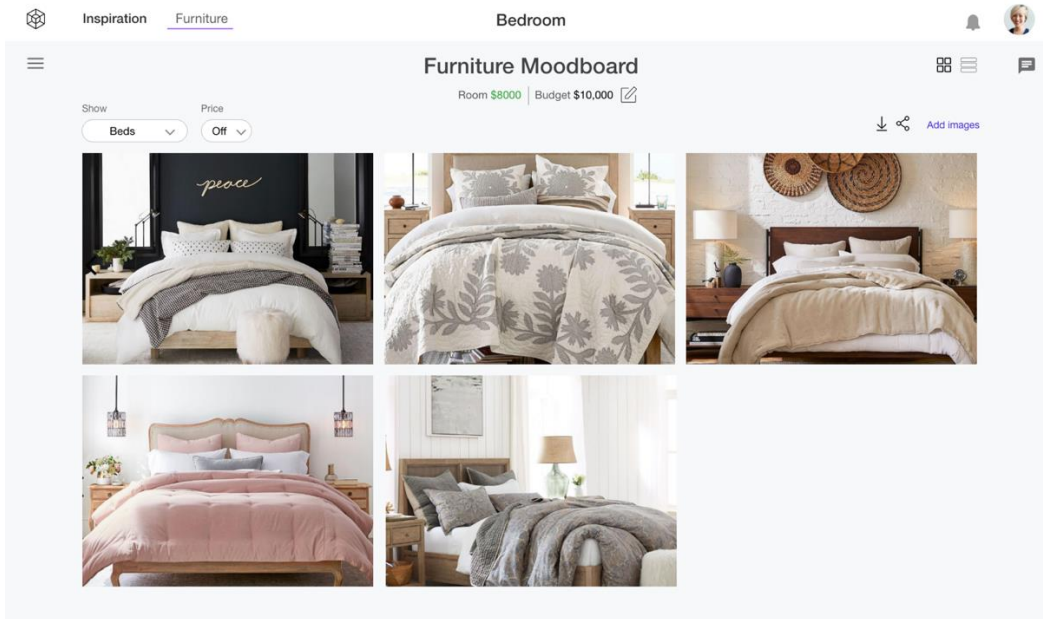 Inspiration Furniture Bedroom
Furniture Moodboard
Room $8000 Budget $10,000
Show Price
Beds Off Add images
peace